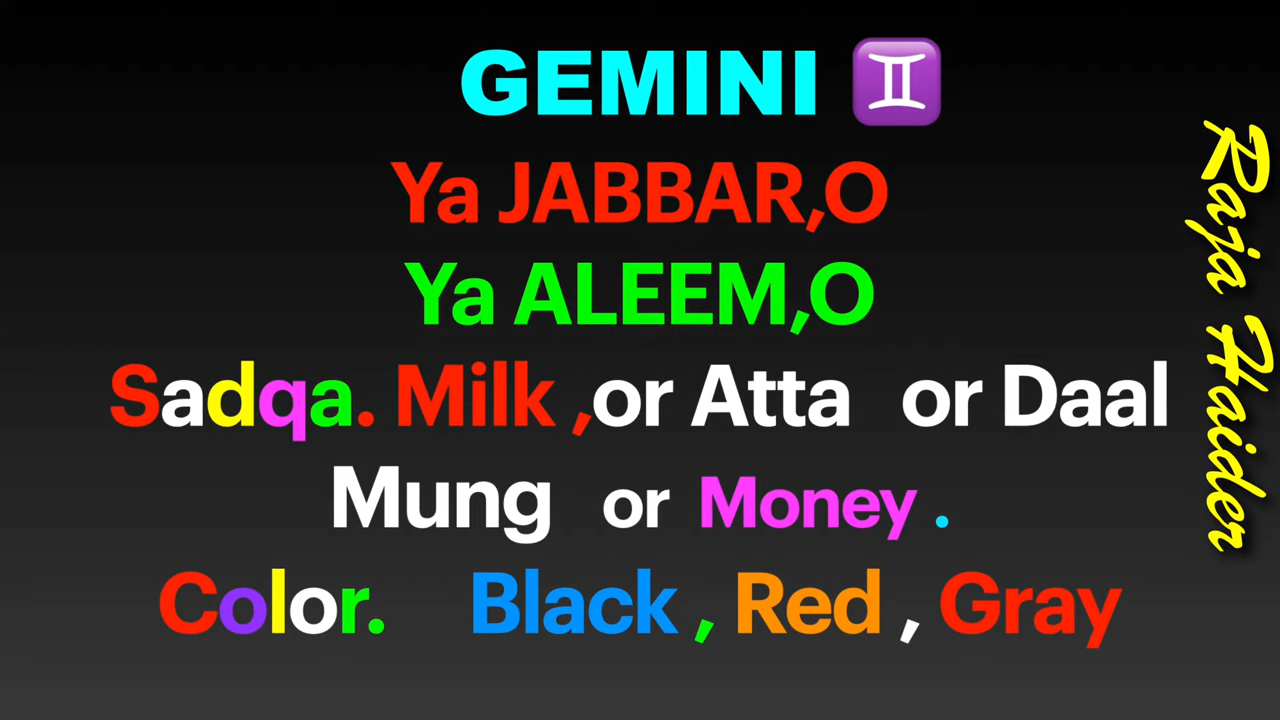 GEMINI ♊
Ya JABBAR,O
Ya ALEEM,O
Sadqa. Milk ,or Atta or Daal
Mung or Money .
Color. Black , Red , Gray
Raja Haider